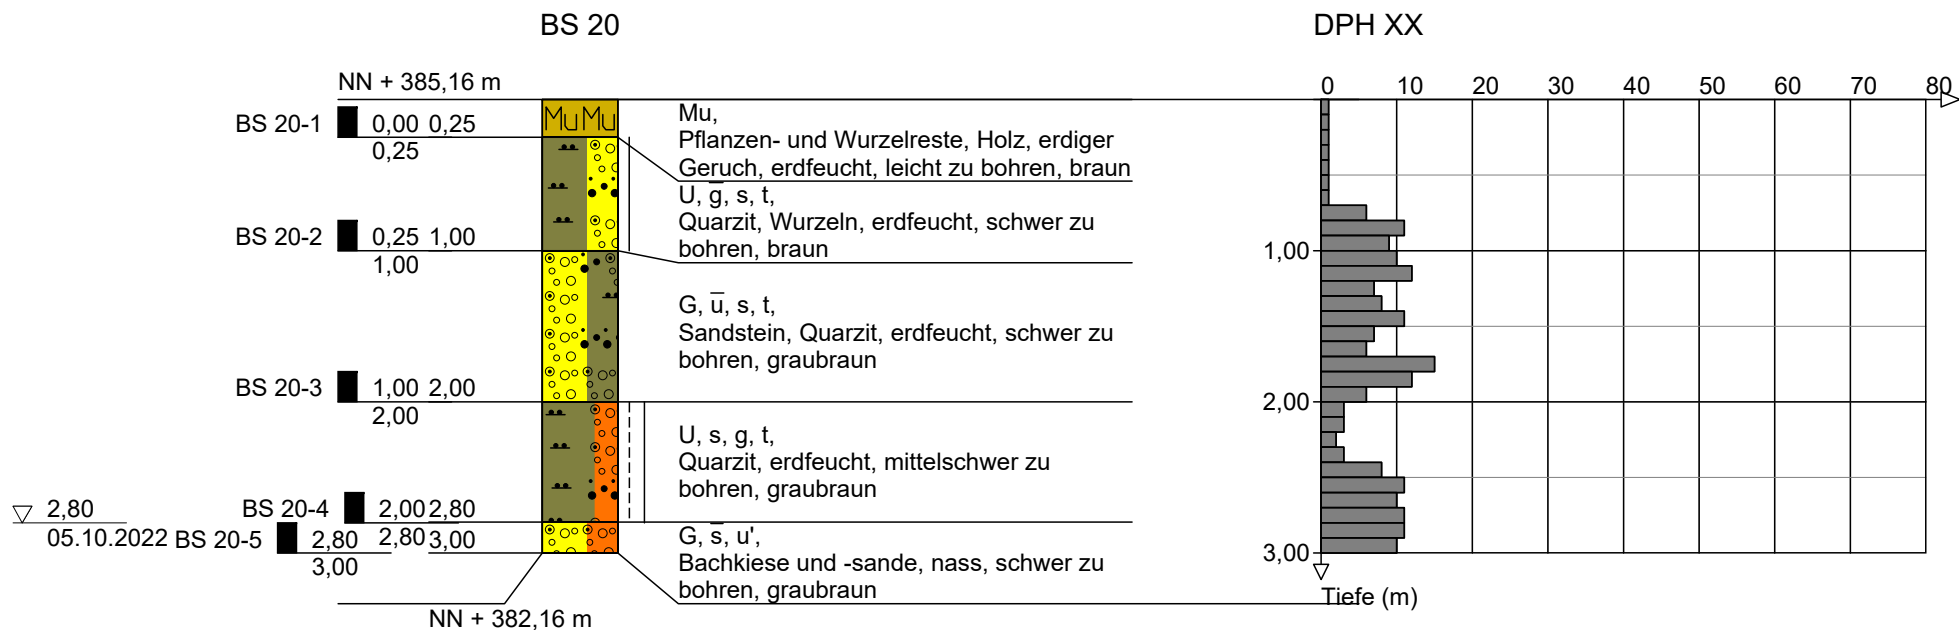 BS 20
DPH XX
NN + 385,16 m
0 10 20 30 40 50 60 70 80
BS 20-1 0,00 0,25
0,25
Mu Mu
Mu,
Pflanzen- und Wurzelreste, Holz, erdiger
Geruch, erdfeucht, leicht zu bohren, braun
BS 20-2 0,25 1,00
1,00
U, g̅, s, t,
Quarzit, Wurzeln, erdfeucht, schwer zu
bohren, braun
1,00
G, u̅, s, t,
Sandstein, Quarzit, erdfeucht, schwer zu
bohren, graubraun
BS 20-3 1,00 2,00
2,00
2,00
U, s, g, t,
Quarzit, erdfeucht, mittelschwer zu
bohren, graubraun
2,80
05.10.2022
BS 20-4 2,00 2,80
2,80
BS 20-5 2,80 3,00
3,00
G, s̅, u',
Bachkiese und -sande, nass, schwer zu
bohren, graubraun
3,00
Tiefe (m)
NN + 382,16 m